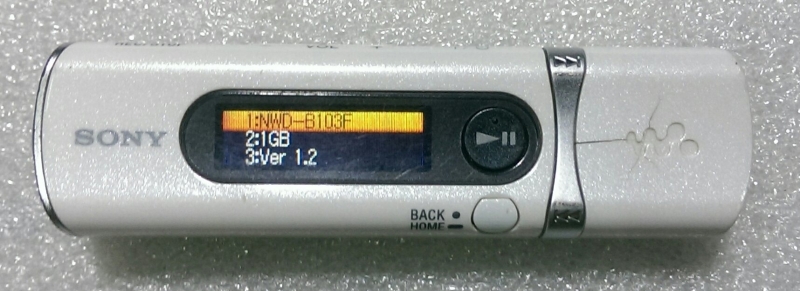 SONY
1:NWD-B103F
2:1GB
3:Ver 1.2
BACK
HOME